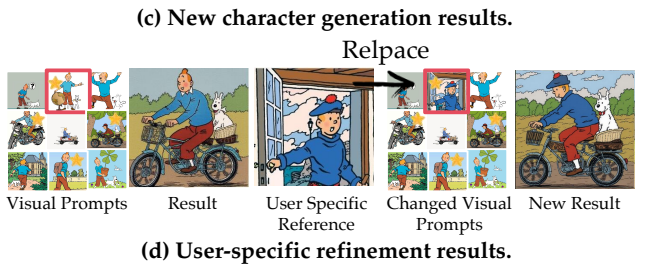 (c) New character generation results.
Relpace
Visual Prompts
Result
User Specific
Reference
Changed Visual
Prompts
New Result
(d) User-specific refinement results.